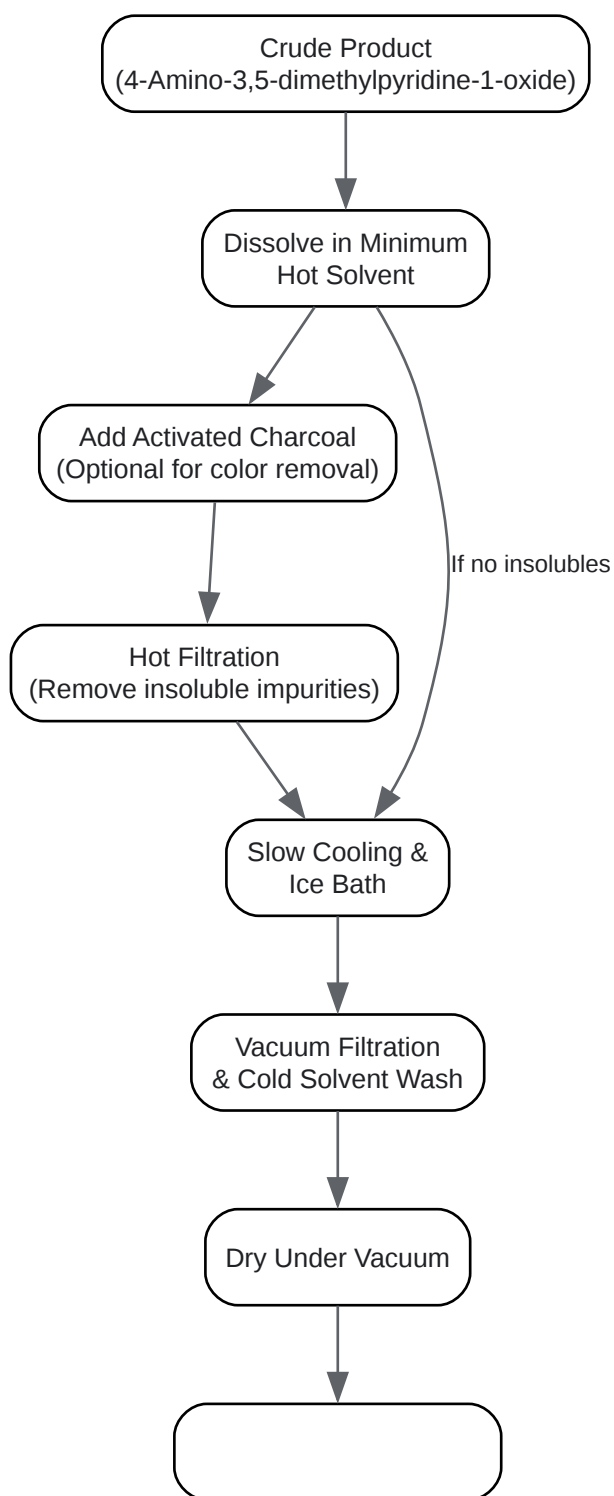 Crude Product
(4-Amino-3,5-dimethylpyridine-1-oxide)
Dissolve in Minimum
Hot Solvent
Add Activated Charcoal
(Optional for color removal)
If no insolubles
Hot Filtration
(Remove insoluble impurities)
Slow Cooling &
Ice Bath
Vacuum Filtration
& Cold Solvent Wash
Dry Under Vacuum